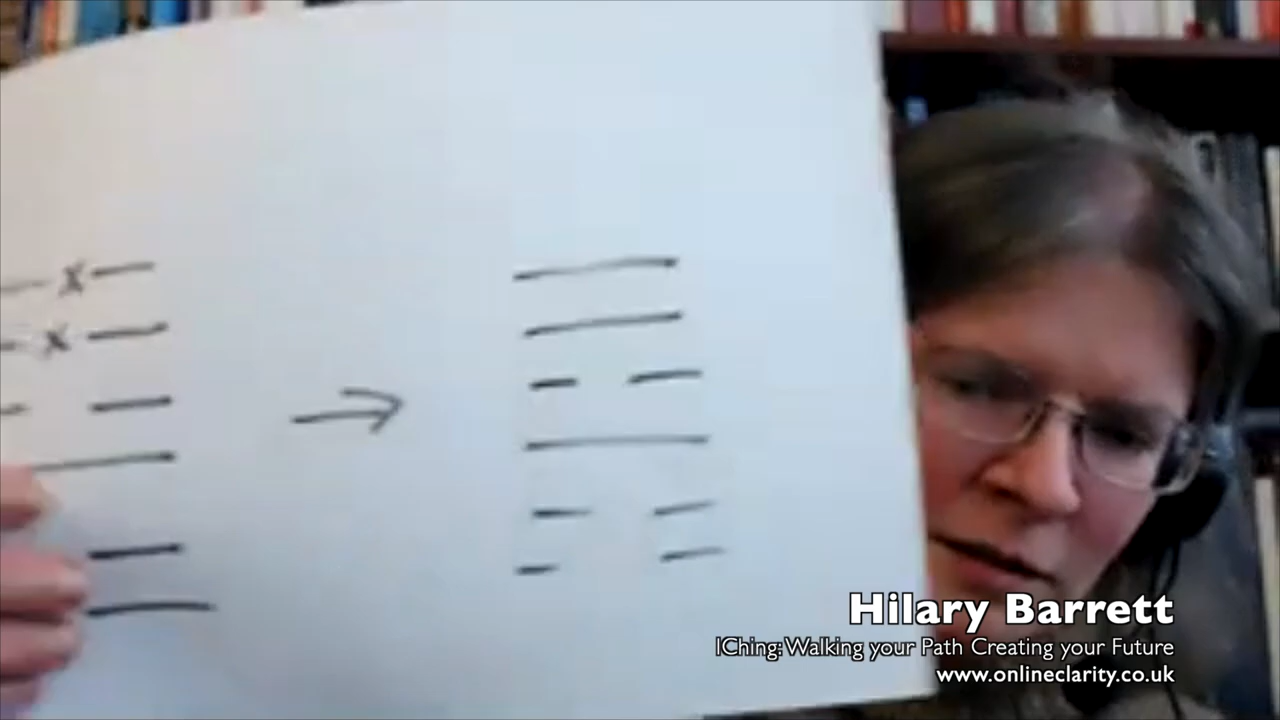 x
x
Hilary Barrett
IChing: Walking your Path Creating your Future
www.onlineclarity.co.uk